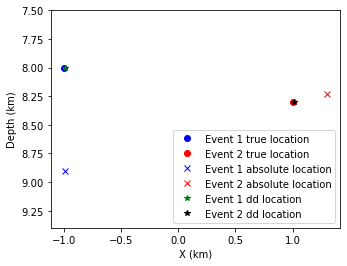 7.50
7.75
8.00
8.25
8.50
8.75
9.00
9.25
Depth (km)
Event 1 true location
Event 2 true location
Event 1 absolute location
Event 2 absolute location
Event 1 dd location
Event 2 dd location
−1.0 −0.5 0.0 0.5 1.0
X (km)